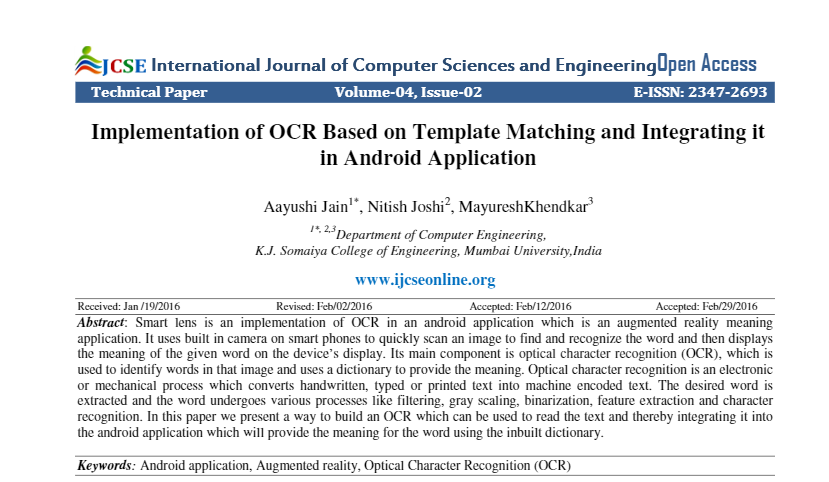 IJCSE International Journal of Computer Sciences and Engineering Open Access
Technical Paper Volume-04, Issue-02 E-ISSN: 2347-2693
Implementation of OCR Based on Template Matching and Integrating it
in Android Application
Aayushi Jain1*, Nitish Joshi2, MayureshKhendkar3
1*, 2,3Department of Computer Engineering,
K.J. Somaiya College of Engineering, Mumbai University,India
www.ijcseonline.org
Received: Jan /19/2016 Revised: Feb/02/2016 Accepted: Feb/12/2016 Accepted: Feb/29/2016
Abstract: Smart lens is an implementation of OCR in an android application which is an augmented reality meaning
application. It uses built in camera on smart phones to quickly scan an image to find and recognize the word and then displays
the meaning of the given word on the device's display. Its main component is optical character recognition (OCR), which is
used to identify words in that image and uses a dictionary to provide the meaning. Optical character recognition is an electronic
or mechanical process which converts handwritten, typed or printed text into machine encoded text. The desired word is
extracted and the word undergoes various processes like filtering, gray scaling, binarization, feature extraction and character
recognition. In this paper we present a way to build an OCR which can be used to read the text and thereby integrating it into
the android application which will provide the meaning for the word using the inbuilt dictionary.
Keywords: Android application, Augmented reality, Optical Character Recognition (OCR)